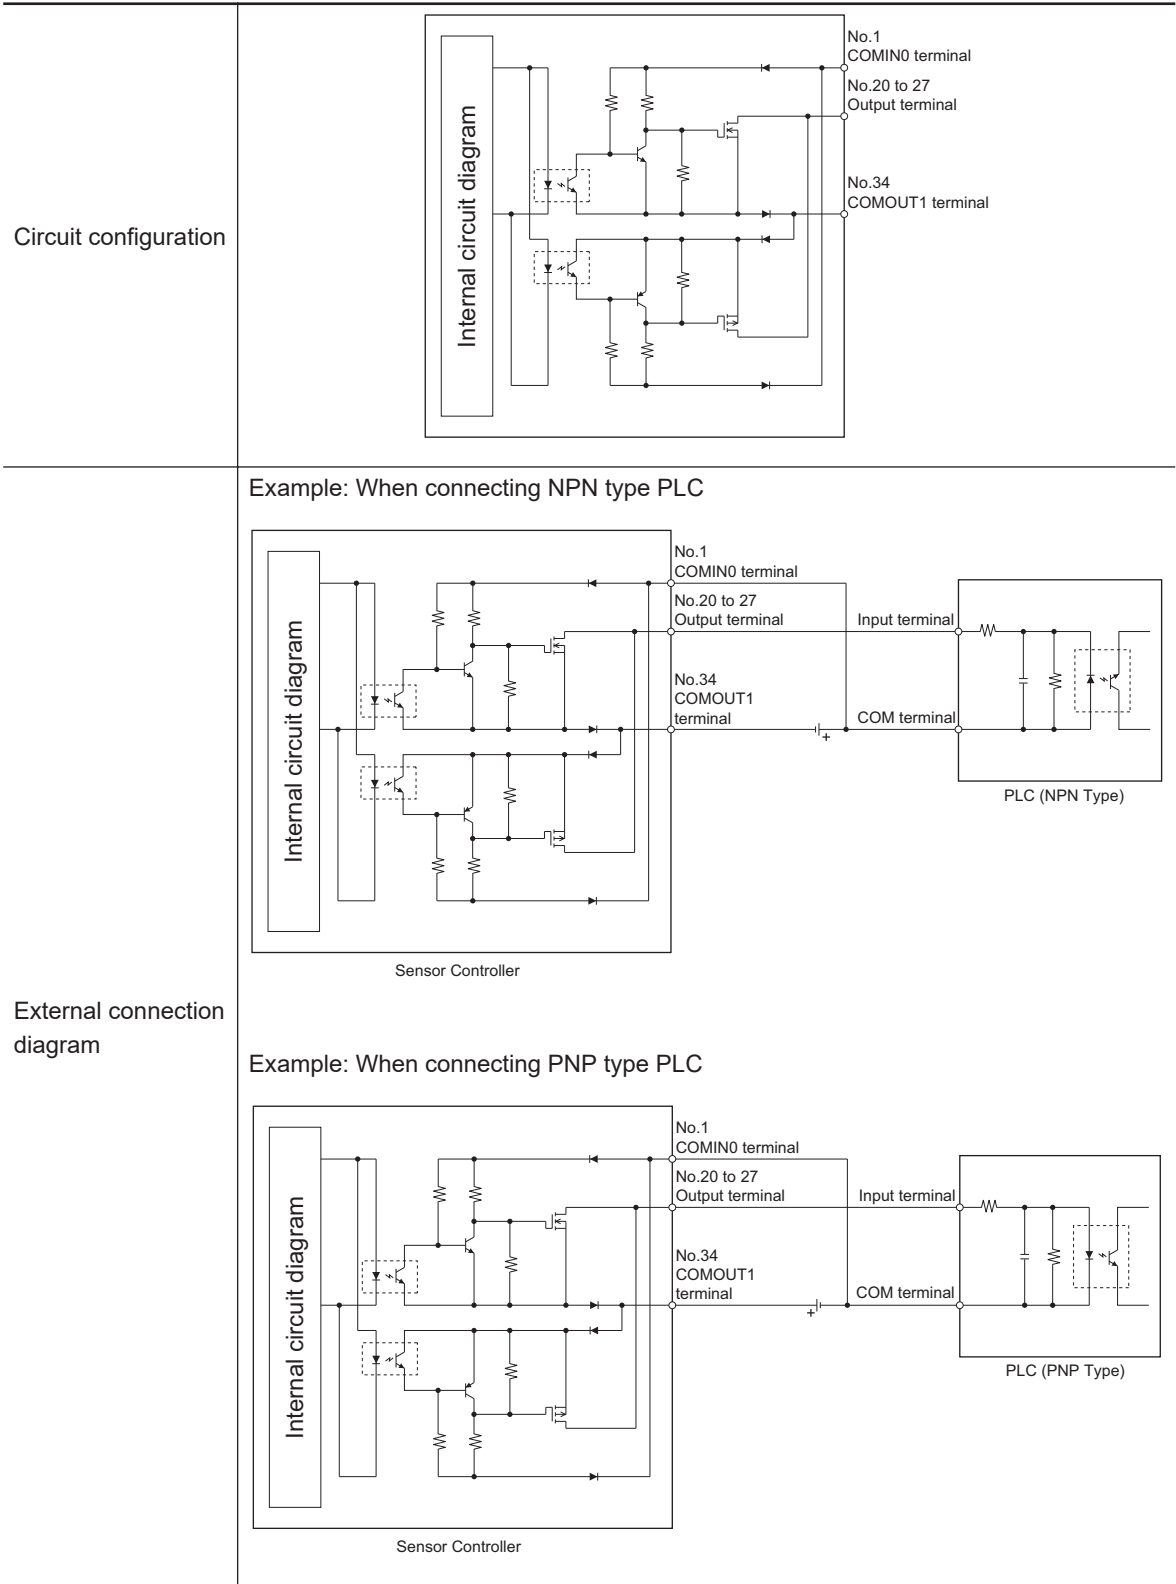 Circuit configuration
Internal circuit diagram
No.1
COMIN0 terminal
No.20 to 27
Output terminal
No.34
COMOUT1 terminal
External connection
diagram
Example: When connecting NPN type PLC
Internal circuit diagram
No.1
COMIN0 terminal
No.20 to 27
Output terminal
Input terminal
No.34
COMOUT1
terminal
COM terminal
+
PLC (NPN Type)
Sensor Controller
Example: When connecting PNP type PLC
Internal circuit diagram
No.1
COMIN0 terminal
No.20 to 27
Output terminal
Input terminal
No.34
COMOUT1
terminal
COM terminal
+
PLC (PNP Type)
Sensor Controller